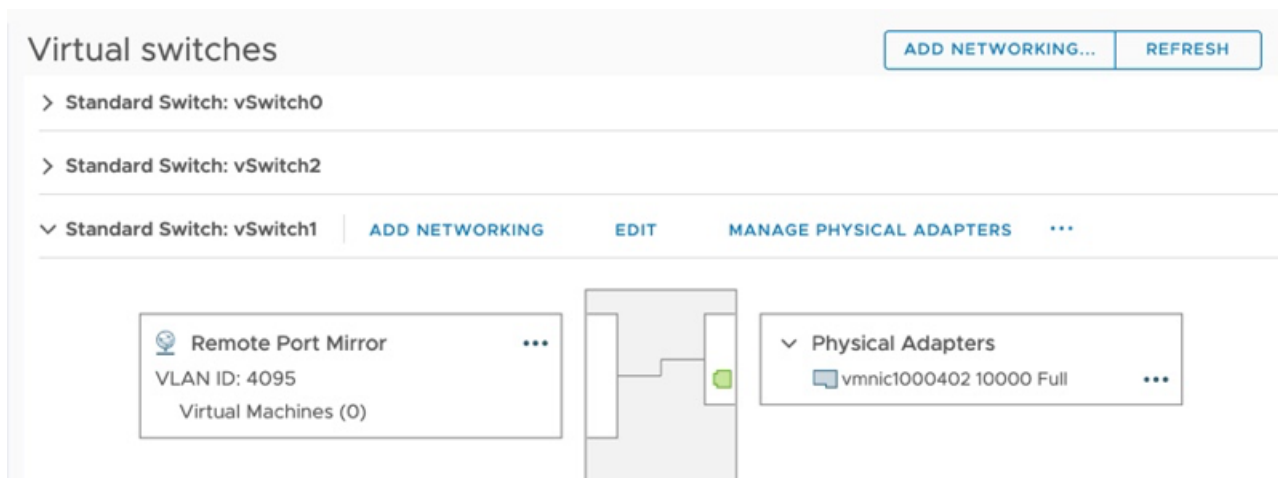 Virtual switches
ADD NETWORKING... REFRESH
Standard Switch: vSwitch0
Standard Switch: vSwitch2
Standard Switch: vSwitch1 ADD NETWORKING EDIT MANAGE PHYSICAL ADAPTERS ...
Remote Port Mirror ...
VLAN ID: 4095
Virtual Machines (0)
Physical Adapters
vmnic1000402 10000 Full ...